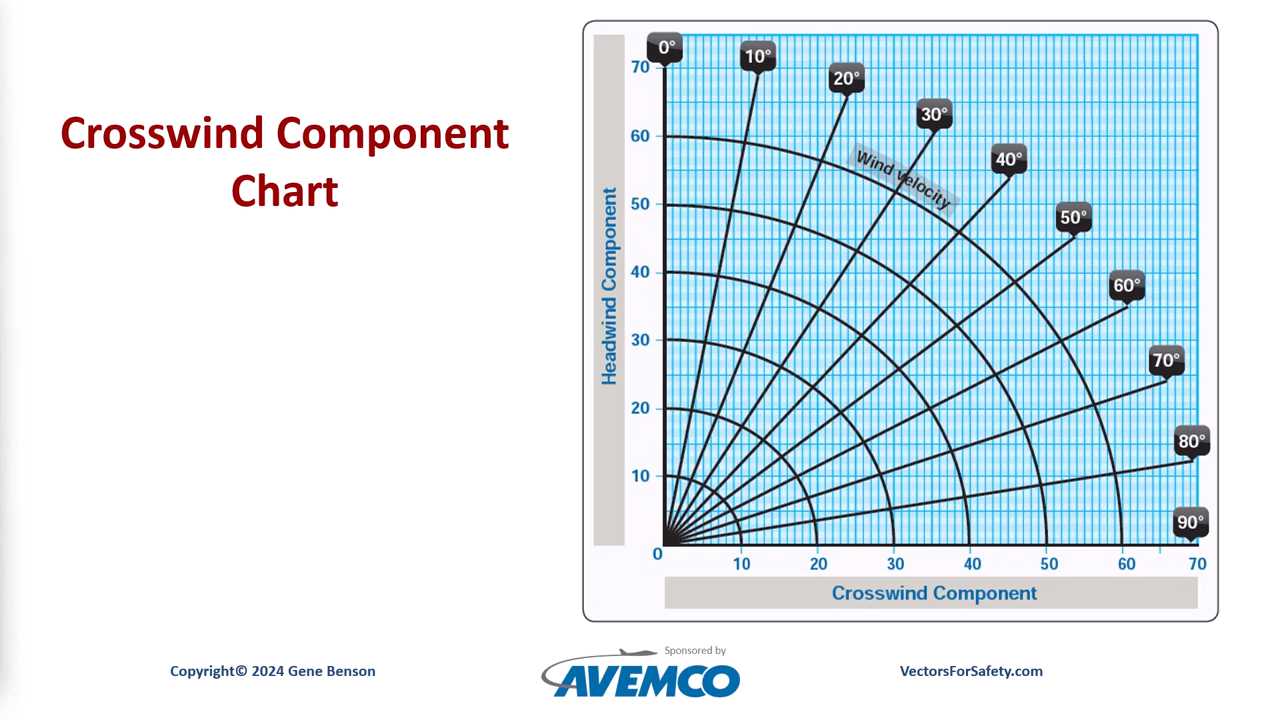 Crosswind Component
Chart
Headwind Component
70
60
50
40
30
20
10
0
0°
10°
20°
30°
40°
50°
60°
70°
80°
90°
Wind velocity
10 20 30 40 50 60 70
Crosswind Component
Copyright© 2024 Gene Benson
Sponsored by
AVEMCO
VectorsForSafety.com